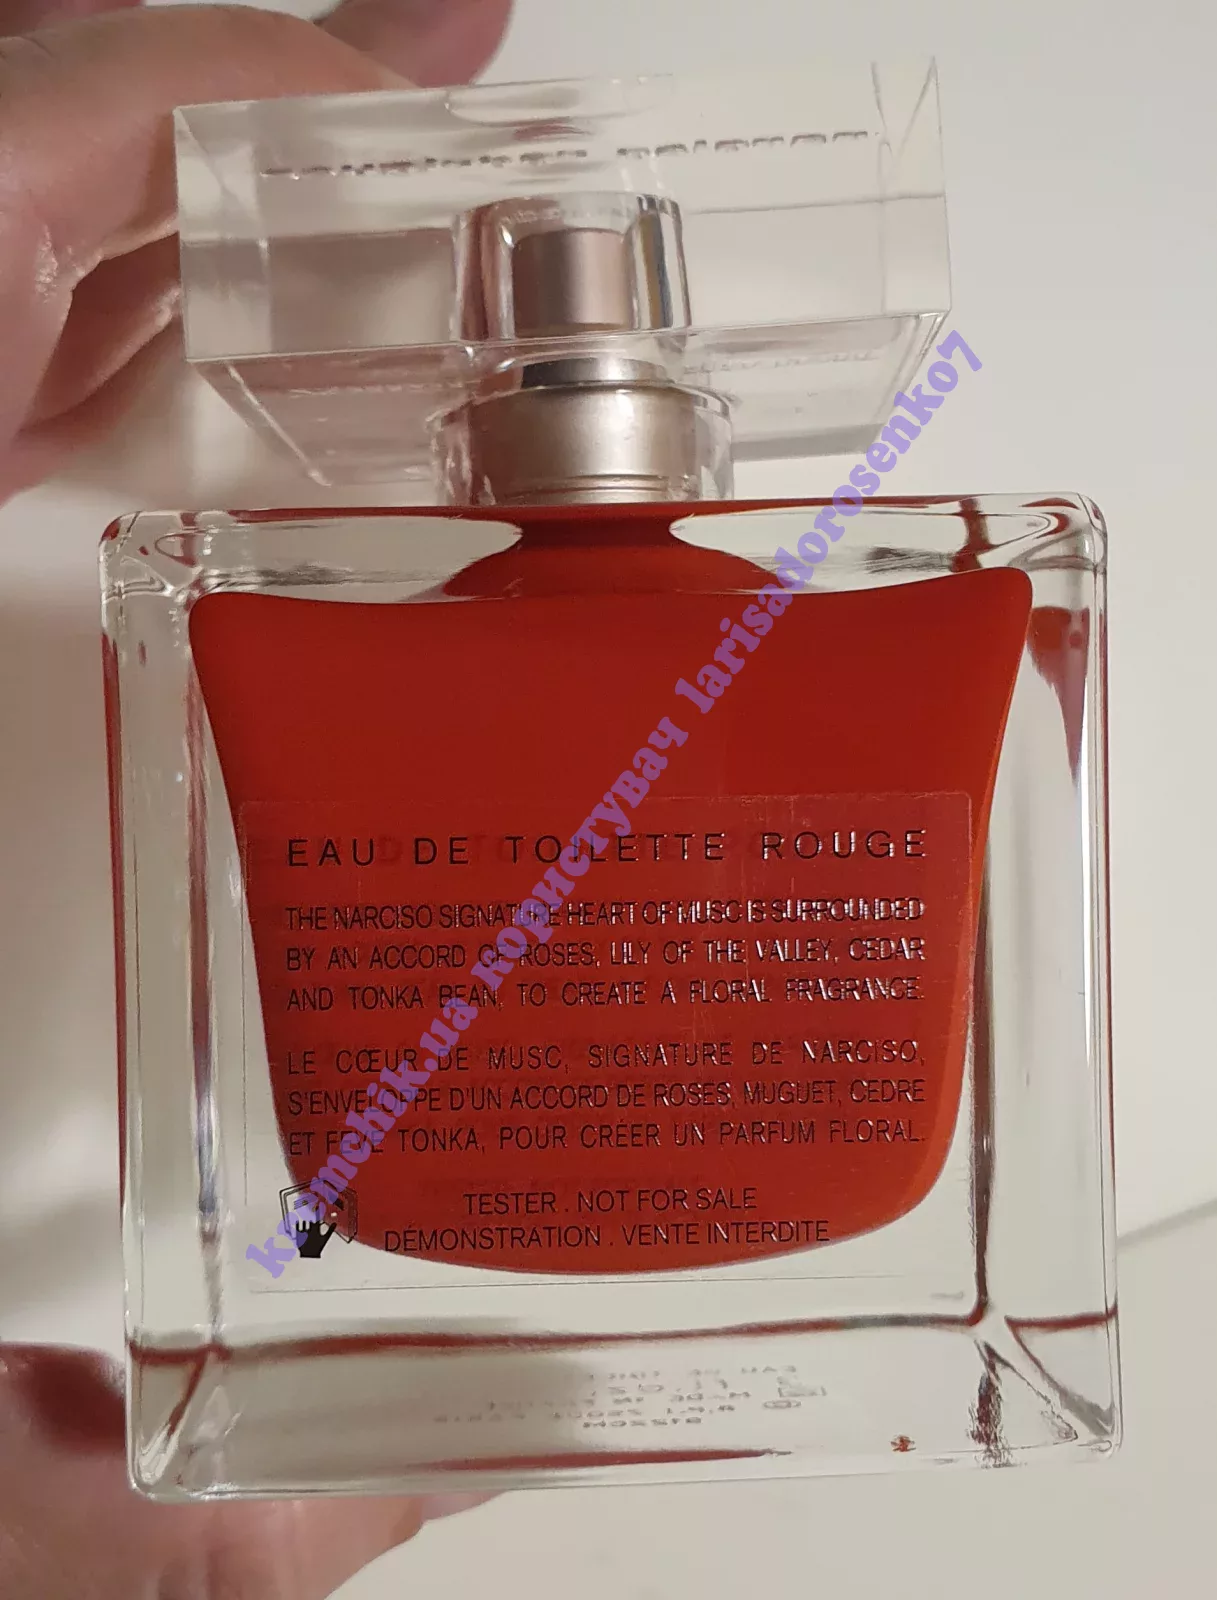 EAU DE TOILETTE ROUGE
THE NARCISO SIGNATURE HEART OF MUSC IS SURROUNDED
BY AN ACCORD OF ROSES, LILY OF THE VALLEY, CEDAR
AND TONKA BEAN, TO CREATE A FLORAL FRAGRANCE.
LE CŒUR DE MUSC, SIGNATURE DE NARCISO,
S'ENVELOPPE D'UN ACCORD DE ROSES, MUGUET, CEDRE
ET FEVE TONKA, POUR CRÉER UN PARFUM FLORAL.
TESTER . NOT FOR SALE
DÉMONSTRATION . VENTE INTERDITE
kremchik.ua користувач larisadorosenko07